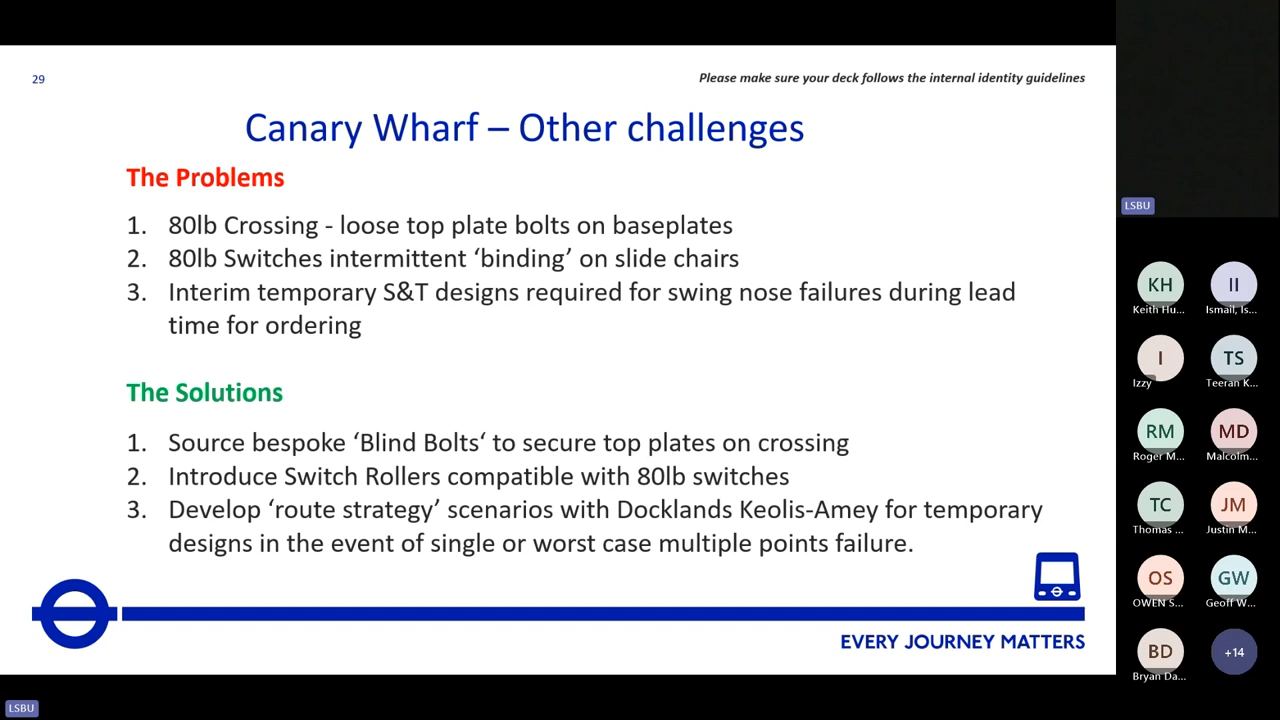 29
Please make sure your deck follows the internal identity guidelines
Canary Wharf – Other challenges
The Problems
1. 80lb Crossing - loose top plate bolts on baseplates
2. 80lb Switches intermittent ‘binding’ on slide chairs
3. Interim temporary S&T designs required for swing nose failures during lead
time for ordering
The Solutions
1. Source bespoke ‘Blind Bolts‘ to secure top plates on crossing
2. Introduce Switch Rollers compatible with 80lb switches
3. Develop ‘route strategy’ scenarios with Docklands Keolis-Amey for temporary
designs in the event of single or worst case multiple points failure.
EVERY JOURNEY MATTERS
LSBU
LSBU
KH
II
Keith Hu...
Ismail, Is...
I
TS
Izzy
Teeran K...
RM
MD
Roger M...
Malcolm...
TC
JM
Thomas ...
Justin M...
OS
GW
OWEN S...
Geoff W...
BD
+14
Bryan Da...